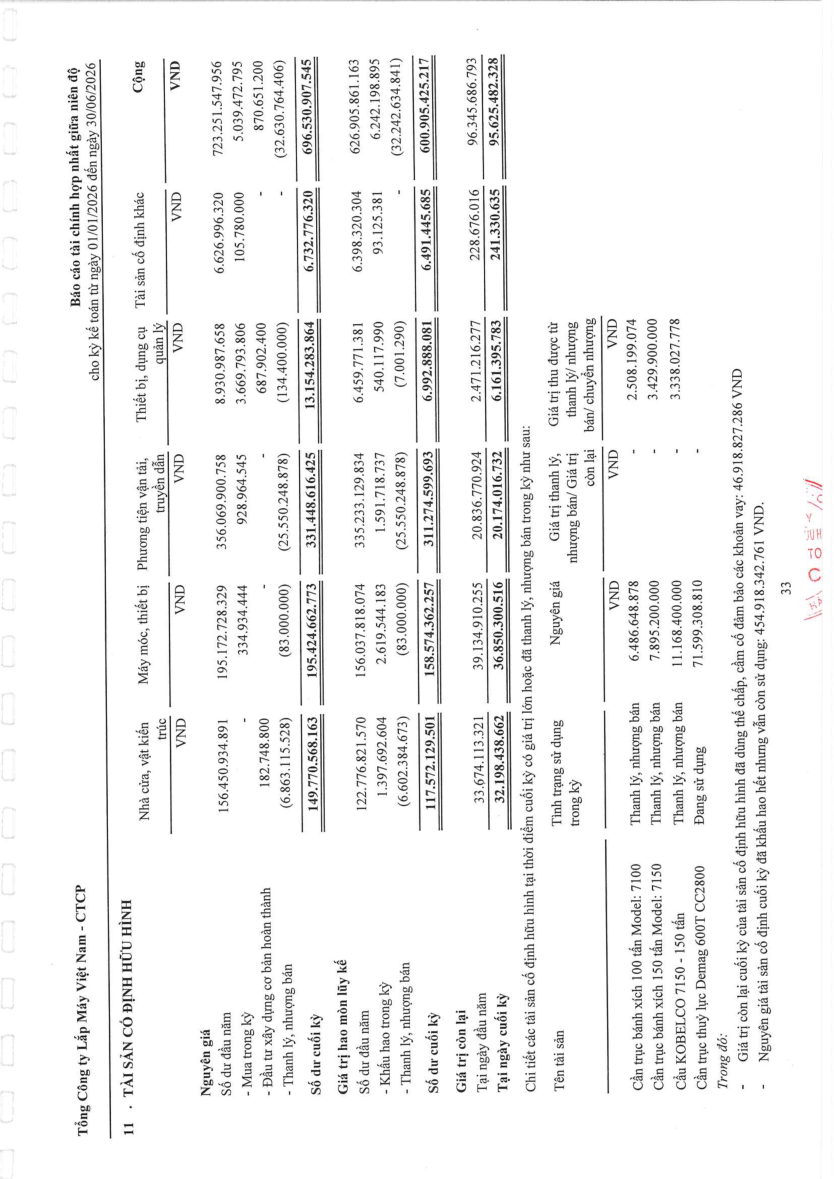 Tổng Công ty Lắp Máy Việt Nam - CTCP
Báo cáo tài chính hợp nhất giữa niên độ
cho kỳ kế toán từ ngày 01/01/2026 đến ngày 30/06/2026
11 . TÀI SẢN CỐ ĐỊNH HỮU HÌNH
Nhà cửa, vật kiến trúc Máy móc, thiết bị Phương tiện vận tải, truyền dẫn Thiết bị, dụng cụ quản lý Tài sản cố định khác Cộng
VND VND VND VND VND VND
Nguyên giá
Số dư đầu năm 156.450.934.891 195.172.728.329 356.069.900.758 8.930.987.658 6.626.996.320 723.251.547.956
- Mua trong kỳ - 334.934.444 928.964.545 3.669.793.806 105.780.000 5.039.472.795
- Đầu tư xây dựng cơ bản hoàn thành 182.748.800 - - 687.902.400 - 870.651.200
- Thanh lý, nhượng bán (6.863.115.528) (83.000.000) (25.550.248.878) (134.400.000) - (32.630.764.406)
Số dư cuối kỳ 149.770.568.163 195.424.662.773 331.448.616.425 13.154.283.864 6.732.776.320 696.530.907.545
Giá trị hao mòn lũy kế
Số dư đầu năm 122.776.821.570 156.037.818.074 335.233.129.834 6.459.771.381 6.398.320.304 626.905.861.163
- Khấu hao trong kỳ 1.397.692.604 2.619.544.183 1.591.718.737 540.117.990 93.125.381 6.242.198.895
- Thanh lý, nhượng bán (6.602.384.673) (83.000.000) (25.550.248.878) (7.001.290) - (32.242.634.841)
Số dư cuối kỳ 117.572.129.501 158.574.362.257 311.274.599.693 6.992.888.081 6.491.445.685 600.905.425.217
Giá trị còn lại
Tại ngày đầu năm 33.674.113.321 39.134.910.255 20.836.770.924 2.471.216.277 228.676.016 96.345.686.793
Tại ngày cuối kỳ 32.198.438.662 36.850.300.516 20.174.016.732 6.161.395.783 241.330.635 95.625.482.328
Chi tiết các tài sản cố định hữu hình tại thời điểm cuối kỳ có giá trị lớn hoặc đã thanh lý, nhượng bán trong kỳ như sau:
Tên tài sản Tình trạng sử dụng trong kỳ Nguyên giá Giá trị thanh lý, nhượng bán/ Giá trị còn lại Giá trị thu được từ thanh lý/ nhượng bán/ chuyển nhượng
VND VND VND
Cần trục bánh xích 100 tấn Model: 7100 Thanh lý, nhượng bán 6.486.648.878 - 2.508.199.074
Cần trục bánh xích 150 tấn Model: 7150 Thanh lý, nhượng bán 7.895.200.000 - 3.429.900.000
Cẩu KOBELCO 7150 - 150 tấn Thanh lý, nhượng bán 11.168.400.000 - 3.338.027.778
Cần trục thuỷ lực Demag 600T CC2800 Đang sử dụng 71.599.308.810 -
Trong đó:
- Giá trị còn lại cuối kỳ của tài sản cố định hữu hình đã dùng thế chấp, cầm cố đảm bảo các khoản vay: 46.918.827.286 VND
- Nguyên giá tài sản cố định cuối kỳ đã khấu hao hết nhưng vẫn còn sử dụng: 454.918.342.761 VND.
33